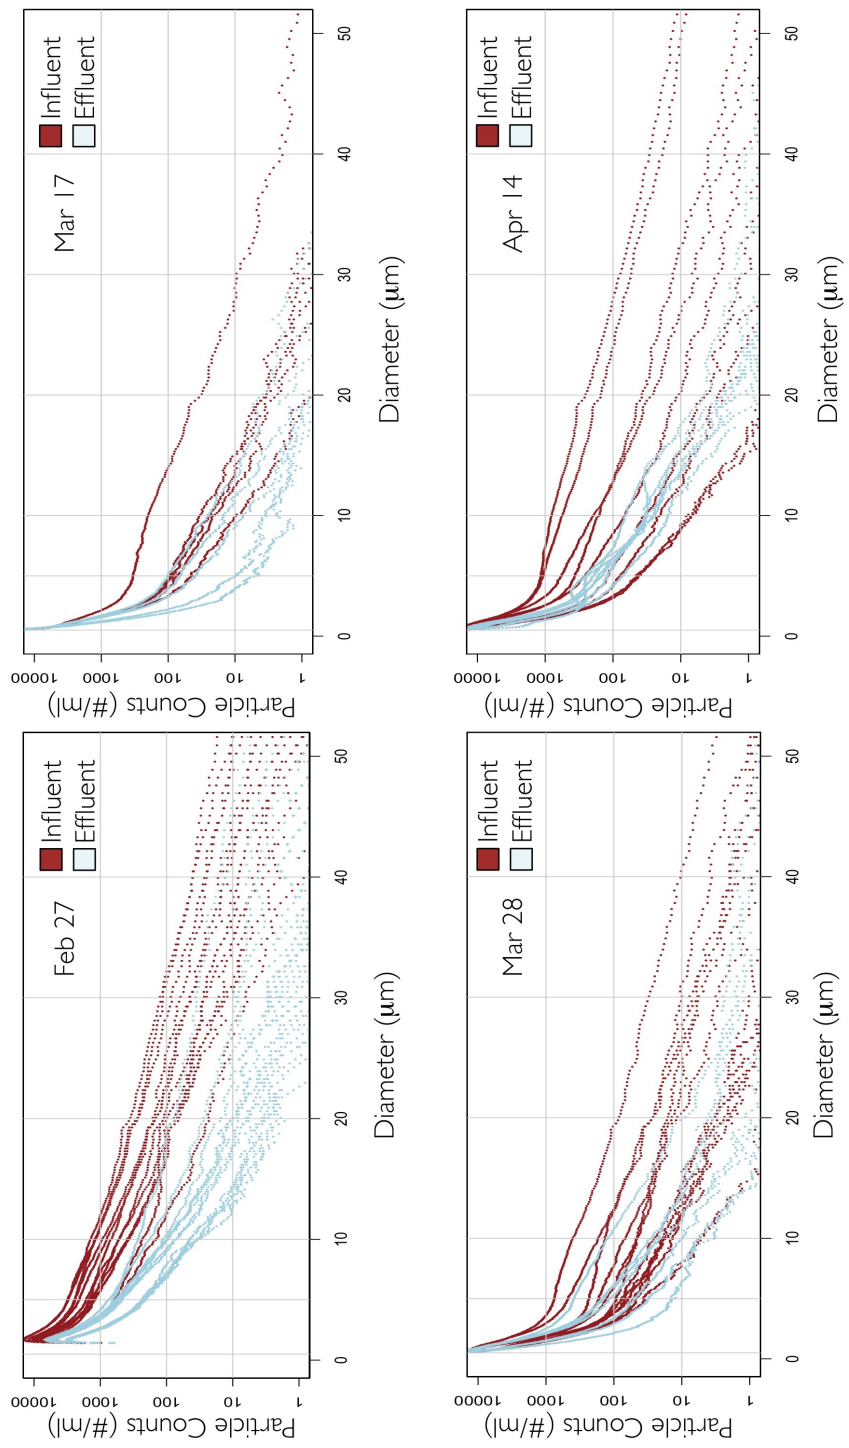 Feb 27
Influent
Effluent
Particle Counts (#/ml)
10000
1000
100
10
1
0
10
20
30
40
50
Diameter (μm)
Mar 17
Influent
Effluent
Particle Counts (#/ml)
10000
1000
100
10
1
0
10
20
30
40
50
Diameter (μm)
Mar 28
Influent
Effluent
Particle Counts (#/ml)
10000
1000
100
10
1
0
10
20
30
40
50
Diameter (μm)
Apr 14
Influent
Effluent
Particle Counts (#/ml)
10000
1000
100
10
1
0
10
20
30
40
50
Diameter (μm)